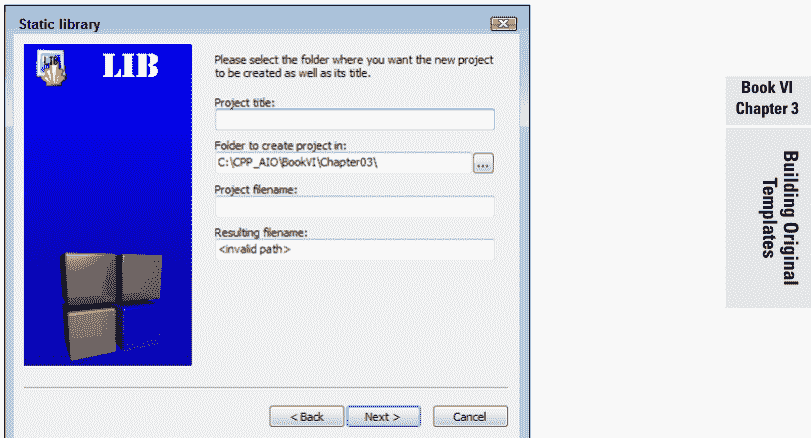 Static library
LIB
LIB
Please select the folder where you want the new project
to be created as well as its title.
Project title:
Folder to create project in:
C:\CPP_AIO\BookVI\Chapter03\
...
Project filename:
Resulting filename:
<invalid path>
< Back
Next >
Cancel
Book VI
Chapter 3
Building Original
Templates